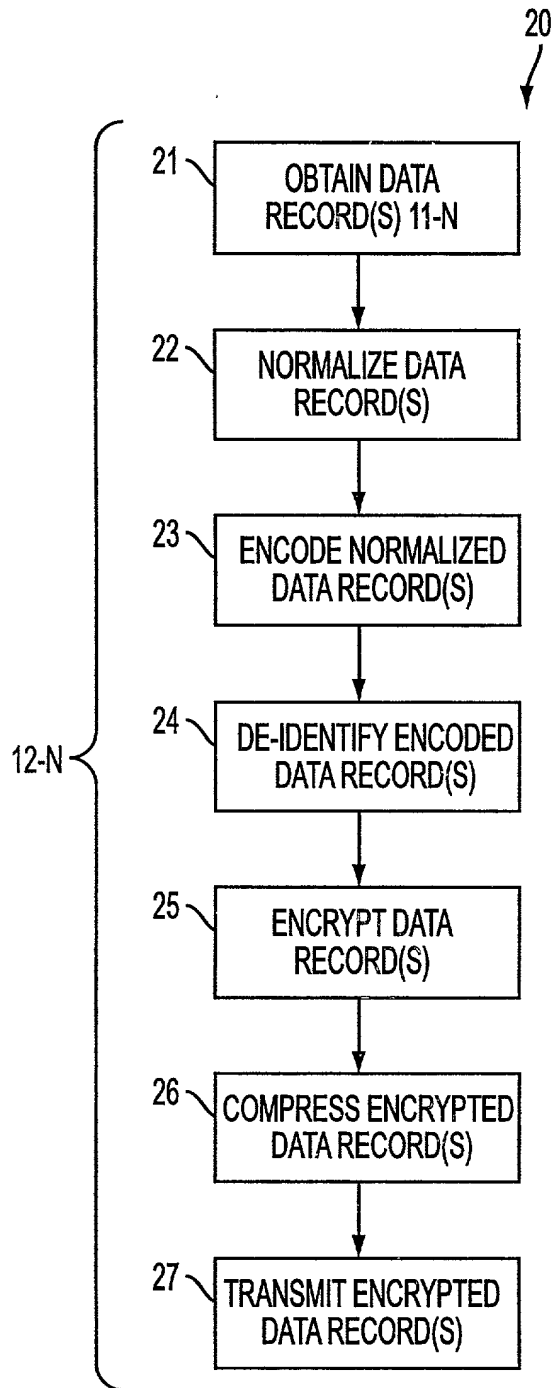 20
21
OBTAIN DATA
RECORD(S) 11-N
22
NORMALIZE DATA
RECORD(S)
23
ENCODE NORMALIZED
DATA RECORD(S)
24
DE-IDENTIFY ENCODED
DATA RECORD(S)
12-N
25
ENCRYPT DATA
RECORD(S)
26
COMPRESS ENCRYPTED
DATA RECORD(S)
27
TRANSMIT ENCRYPTED
DATA RECORD(S)